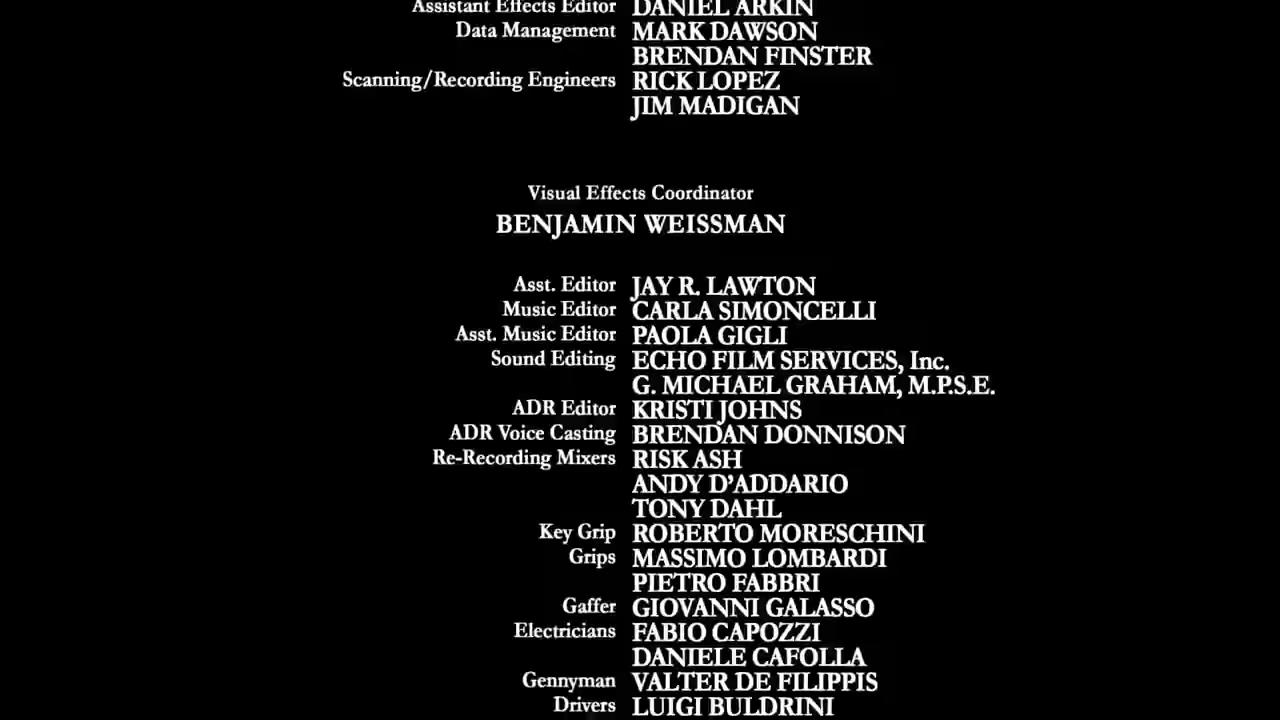 Assistant Effects Editor DANIEL ARKIN
Data Management MARK DAWSON
BRENDAN FINSTER
Scanning/Recording Engineers RICK LOPEZ
JIM MADIGAN
Visual Effects Coordinator
BENJAMIN WEISSMAN
Asst. Editor JAY R. LAWTON
Music Editor CARLA SIMONCELLI
Asst. Music Editor PAOLA GIGLI
Sound Editing ECHO FILM SERVICES, Inc.
G. MICHAEL GRAHAM, M.P.S.E.
ADR Editor KRISTI JOHNS
ADR Voice Casting BRENDAN DONNISON
Re-Recording Mixers RISK ASH
ANDY D'ADDARIO
TONY DAHL
Key Grip ROBERTO MORESCHINI
Grips MASSIMO LOMBARDI
PIETRO FABBRI
Gaffer GIOVANNI GALASSO
Electricians FABIO CAPOZZI
DANIELE CAFOLLA
Gennyman VALTER DE FILIPPIS
Drivers LUIGI BULDRINI